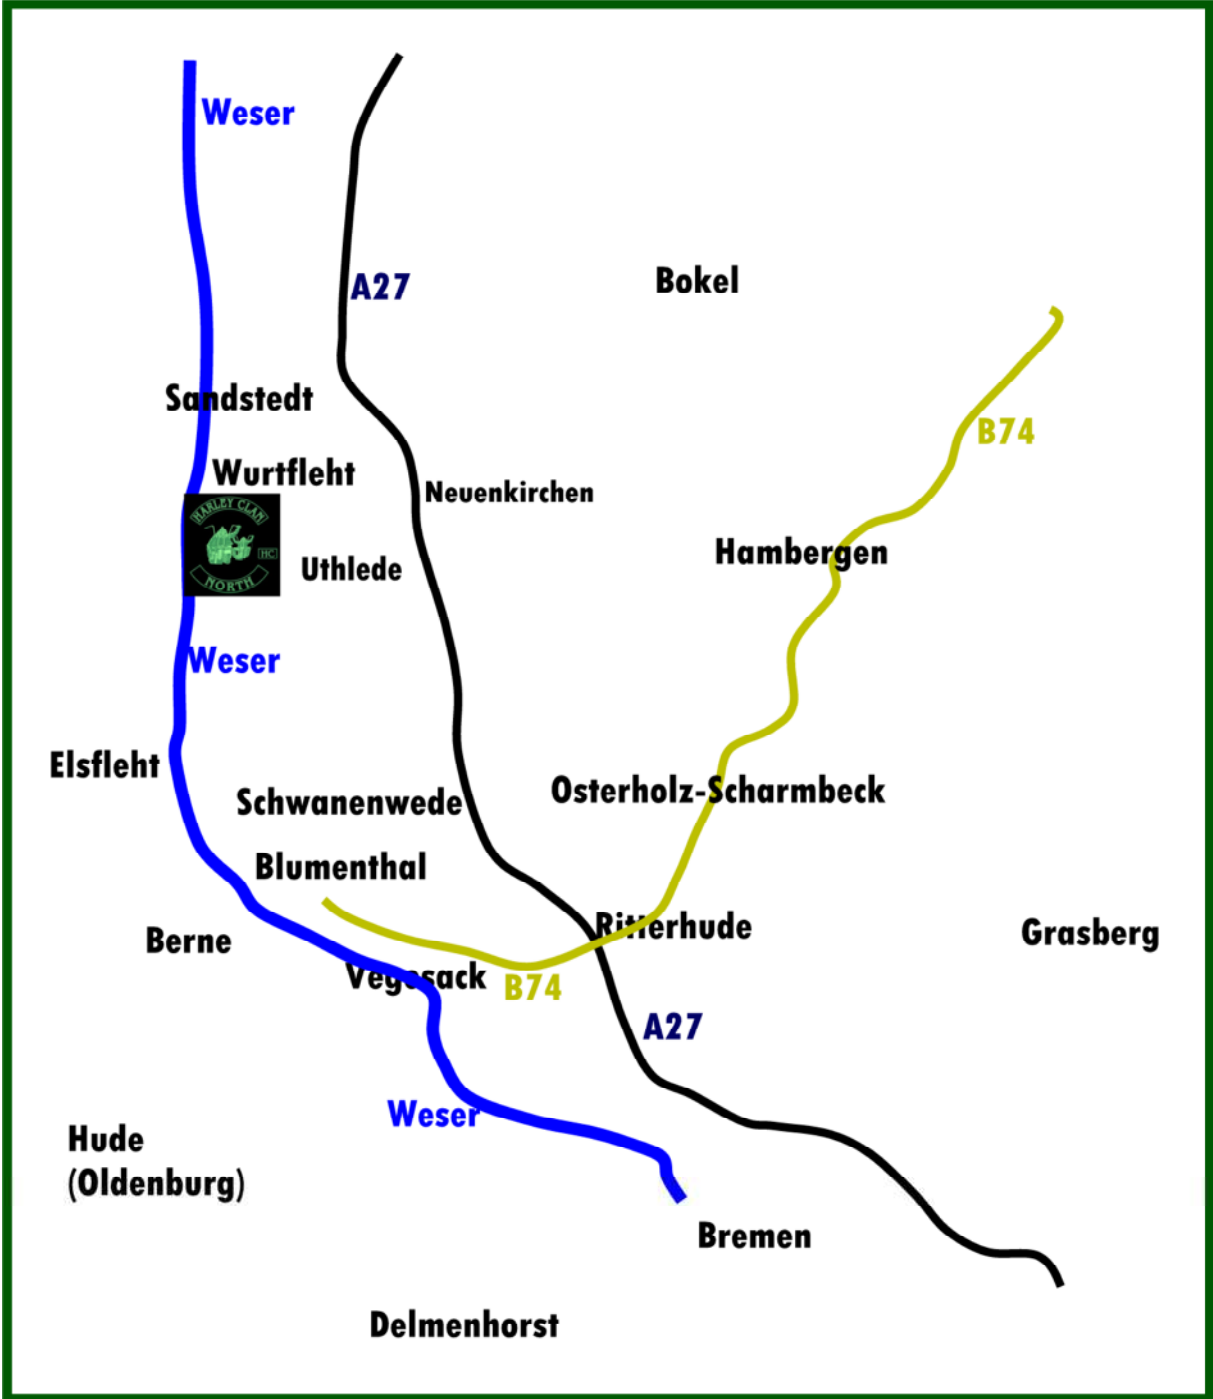 Weser
A27
Bokel
Sandstedt
B74
Wurtfleht
Neuenkirchen
HARLEY CLAN
HC
NORTH
Uthlede
Hambergen
Weser
Elsfleht
Schwanenwede
Osterholz-Scharmbeck
Blumenthal
Berne
Ritterhude
Grasberg
Vegesack
B74
A27
Weser
Hude
(Oldenburg)
Bremen
Delmenhorst